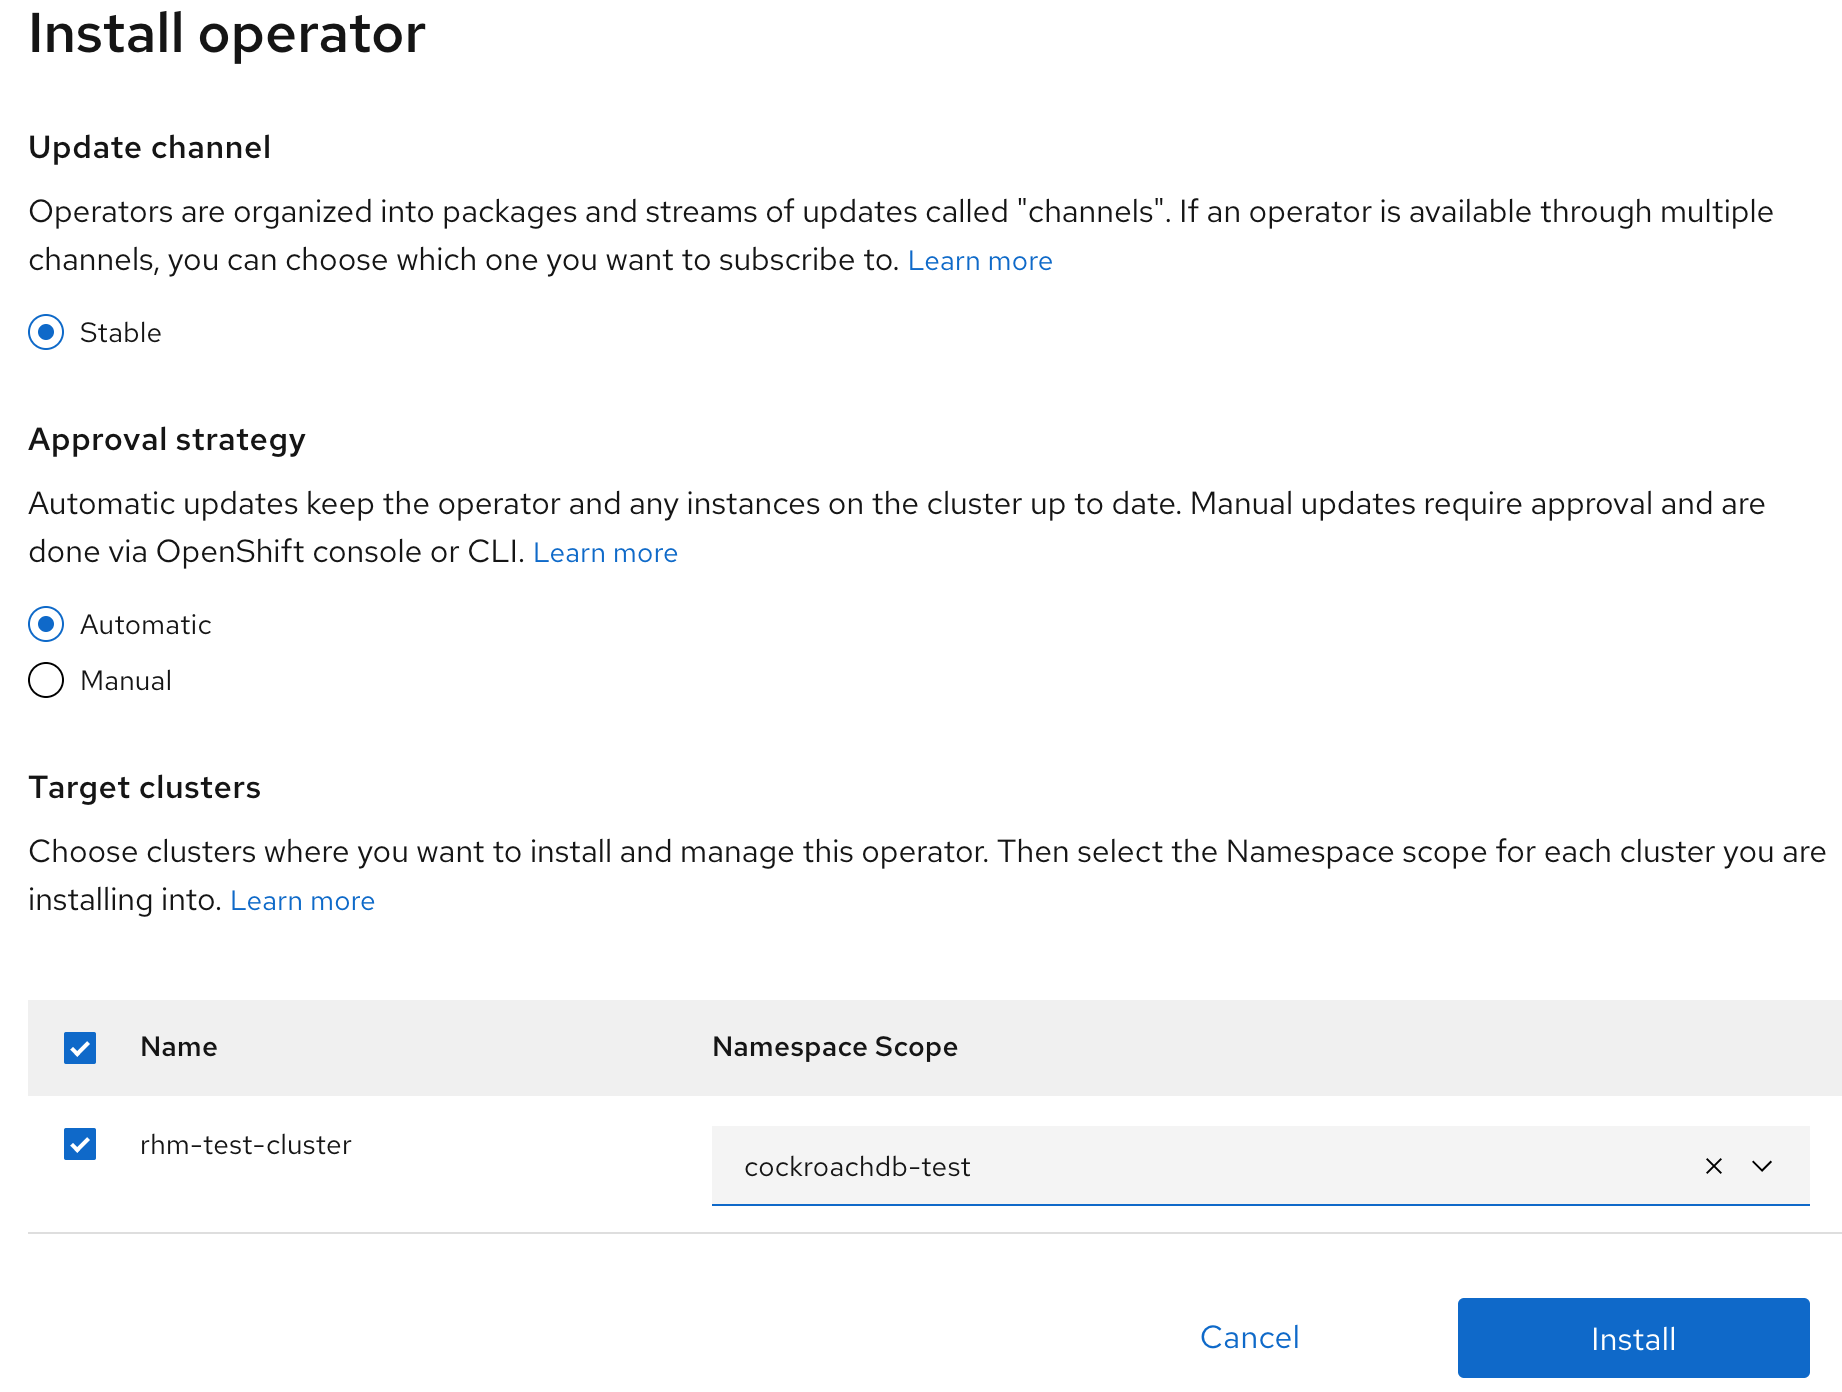 Install operator
Update channel
Operators are organized into packages and streams of updates called "channels". If an operator is available through multiple
channels, you can choose which one you want to subscribe to. Learn more
Stable
Approval strategy
Automatic updates keep the operator and any instances on the cluster up to date. Manual updates require approval and are
done via OpenShift console or CLI. Learn more
Automatic
Manual
Target clusters
Choose clusters where you want to install and manage this operator. Then select the Namespace scope for each cluster you are
installing into. Learn more
Name Namespace Scope
rhm-test-cluster cockroachdb-test
Cancel Install